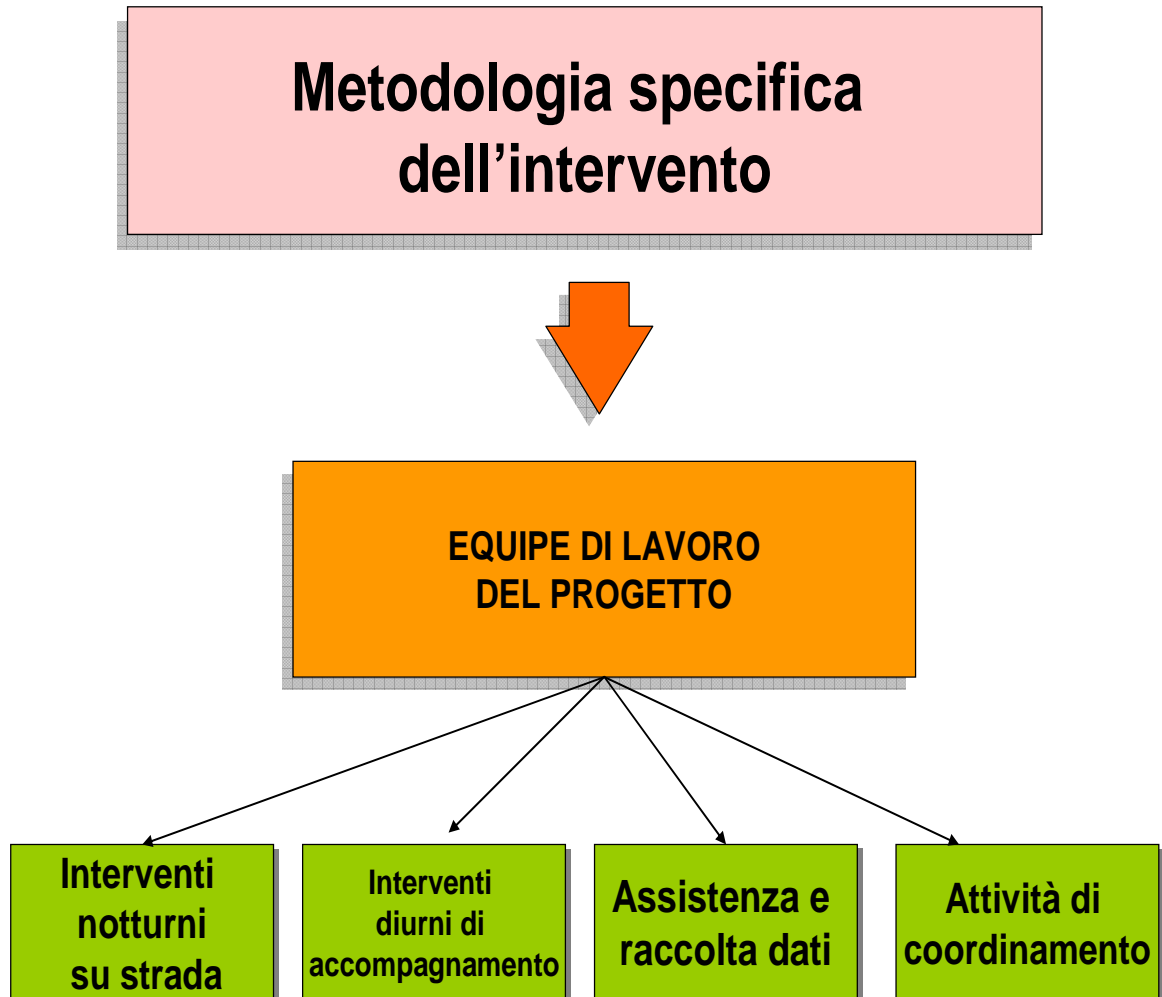 Metodologia specifica
dell’intervento
EQUIPE DI LAVORO
DEL PROGETTO
Interventi
notturni
su strada
Interventi
diurni di
accompagnamento
Assistenza e
raccolta dati
Attività di
coordinamento